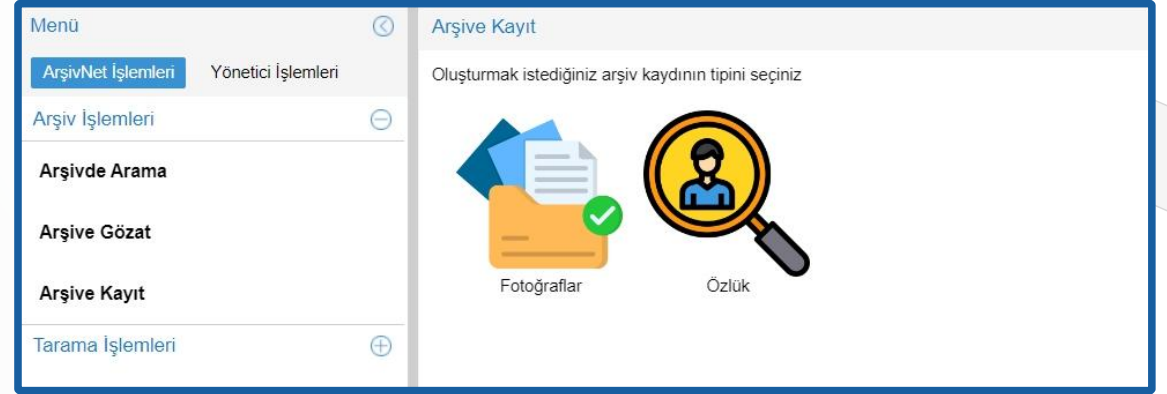 Menü
ArşivNet İşlemleri Yönetici İşlemleri
Arşiv İşlemleri
Arşivde Arama
Arşive Gözat
Arşive Kayıt
Tarama İşlemleri
Arşive Kayıt
Oluşturmak istediğiniz arşiv kaydının tipini seçiniz
Fotoğraflar Özlük